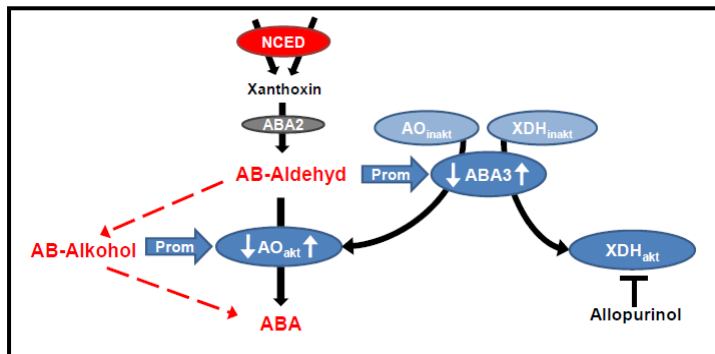 NCED
Xanthoxin
ABA2
AO inakt
XDH inakt
AB-Aldehyd
Prom
↓ ABA3 ↑
AB-Alkohol
Prom
↓ AO akt ↑
XDH akt
ABA
Allopurinol